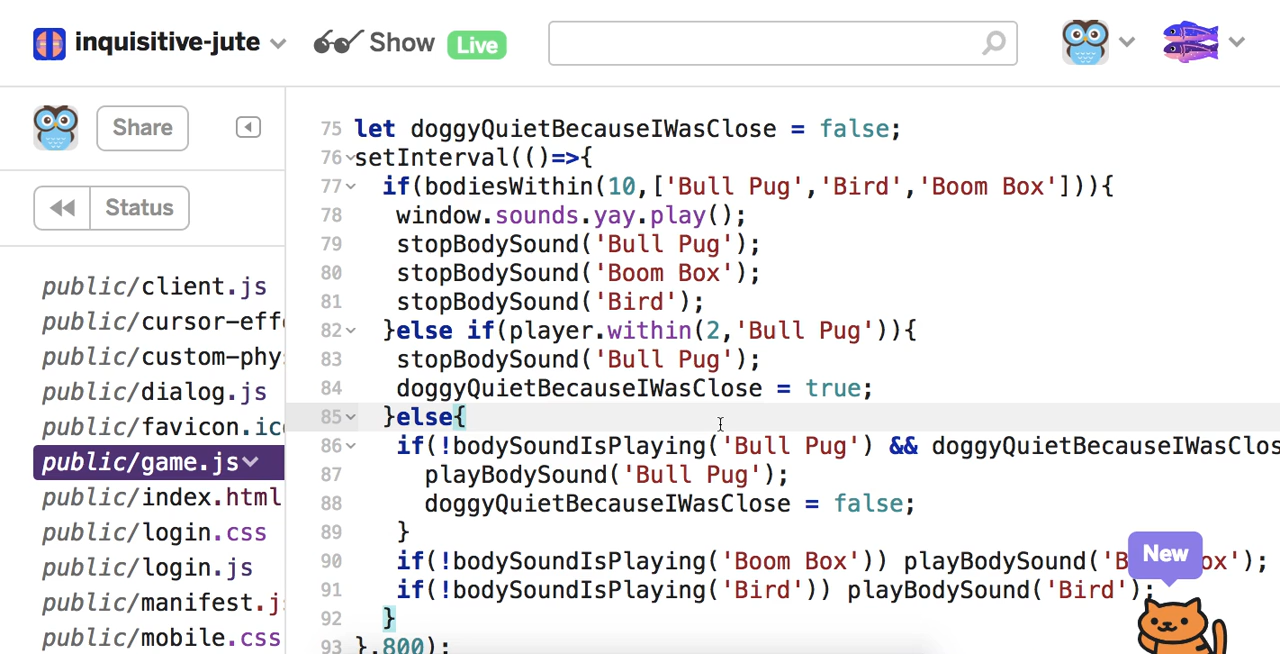 inquisitive-jute Show Live
Share
Status
public/client.js
public/cursor-effe
public/custom-phy
public/dialog.js
public/favicon.ic
public/game.js
public/index.html
public/login.css
public/login.js
public/manifest.j
public/mobile.css
75 let doggyQuietBecauseIWasClose = false;
76 setInterval(()=>{
77 if(bodiesWithin(10,['Bull Pug','Bird','Boom Box'])){
78 window.sounds.yay.play();
79 stopBodySound('Bull Pug');
80 stopBodySound('Boom Box');
81 stopBodySound('Bird');
82 }else if(player.within(2,'Bull Pug')){
83 stopBodySound('Bull Pug');
84 doggyQuietBecauseIWasClose = true;
85 }else{
86 if(!bodySoundIsPlaying('Bull Pug') && doggyQuietBecauseIWasClos
87 playBodySound('Bull Pug');
88 doggyQuietBecauseIWasClose = false;
89 }
90 if(!bodySoundIsPlaying('Boom Box')) playBodySound('B ox');
91 if(!bodySoundIsPlaying('Bird')) playBodySound('Bird');
92 }
93 },800);
New